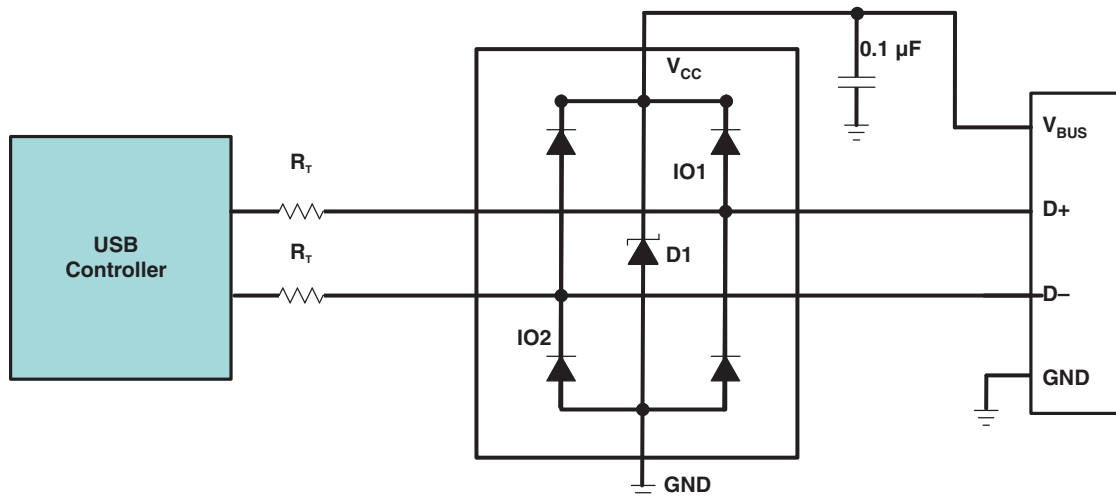 0.1 µF
V_CC
V_BUS
R_T
IO1
D+
USB
Controller
R_T
D1
D–
IO2
GND
GND